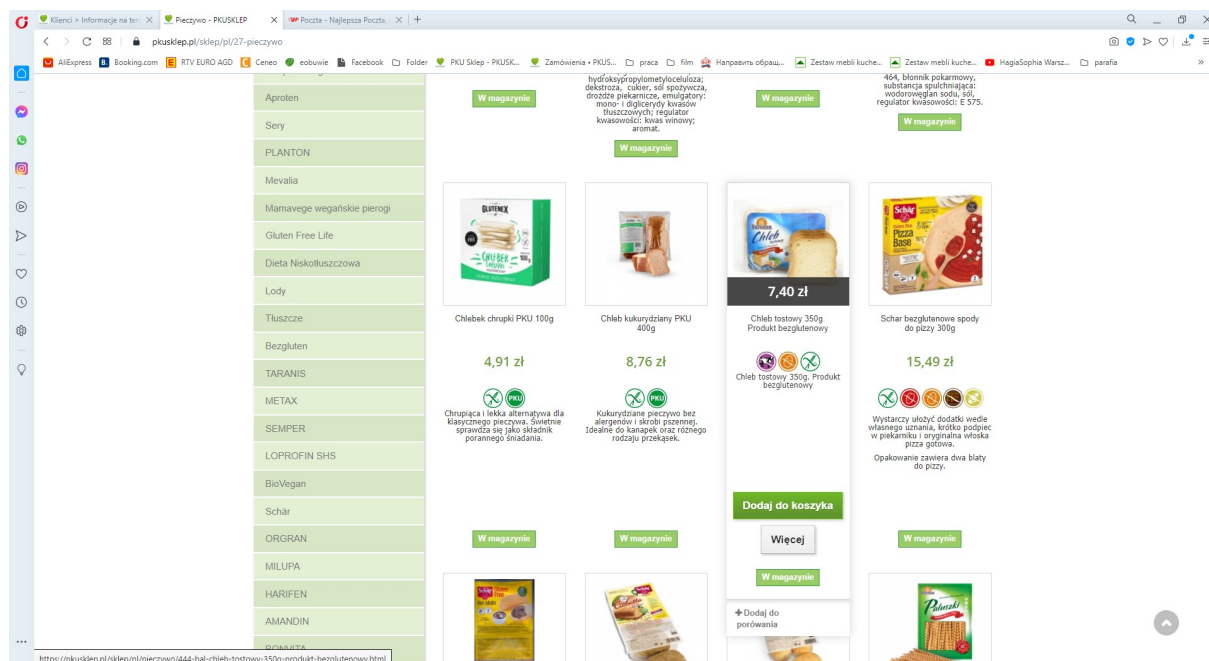 Klienci > Informacje na tem
Pieczywo - PKUSKLEP
Poczta - Najlepsza Poczta,
pkusklep.pl/sklep/pl/27-pieczywo
AliExpress
Booking.com
RTV EURO AGD
Ceneo
eobuwie
Facebook
Folder
PKU Sklep - PKUSK...
Zamówienia • PKUS...
praca
film
Направить обращ...
Zestaw mebli kuche...
Zestaw mebli kuche...
HagiaSophia Warsz...
parafia
Aproten
Sery
PLANTON
Mevalia
Mamavege wegańskie pierogi
Gluten Free Life
Dieta Niskotłuszczowa
Lody
Tłuszcze
Bezgluten
TARANIS
METAX
SEMPER
LOPROFIN SHS
BioVegan
Schär
ORGRAN
MILUPA
HARIFEN
AMANDIN
BONVITA
W magazynie
hydroksypropylometyloceluloza;
dekstroza, cukier, sól spożywcza,
drożdże piekarnicze, emulgatory:
mono- i diglicerydy kwasów
tłuszczowych; regulator
kwasowości: kwas winowy;
aromat.
W magazynie
W magazynie
464, błonnik pokarmowy,
substancja spulchniająca:
wodorowęglan sodu, sól,
regulator kwasowości: E 575.
W magazynie
GLUTENEX
CHLEBEK
CHRUPKI
100g
Chlebek chrupki PKU 100g
4,91 zł
PKU
Chrupiąca i lekka alternatywa dla
klasycznego pieczywa. Świetnie
sprawdza się jako składnik
porannego śniadania.
W magazynie
Chleb kukurydziany PKU
400g
8,76 zł
PKU
Kukurydziane pieczywo bez
alergenów i skrobi pszennej.
Idealne do kanapek oraz różnego
rodzaju przekąsek.
W magazynie
Chleb
7,40 zł
Chleb tostowy 350g.
Produkt bezglutenowy
Chleb tostowy 350g. Produkt
bezglutenowy
Dodaj do koszyka
Więcej
W magazynie
Dodaj do
porówania
Schär
Pizza
Base
Schar bezglutenowe spody
do pizzy 300g
15,49 zł
Wystarczy ułożyć dodatki wedle
własnego uznania, krótko podpiec
w piekarniku i oryginalna włoska
pizza gotowa.
Opakowanie zawiera dwa blaty
do pizzy.
W magazynie
Schär
Schär
Ciabatta
Paluszki
https://pkusklep.pl/sklep/pl/pieczywo/444-bal-chleb-tostowy-350g-produkt-bezglutenowy.html